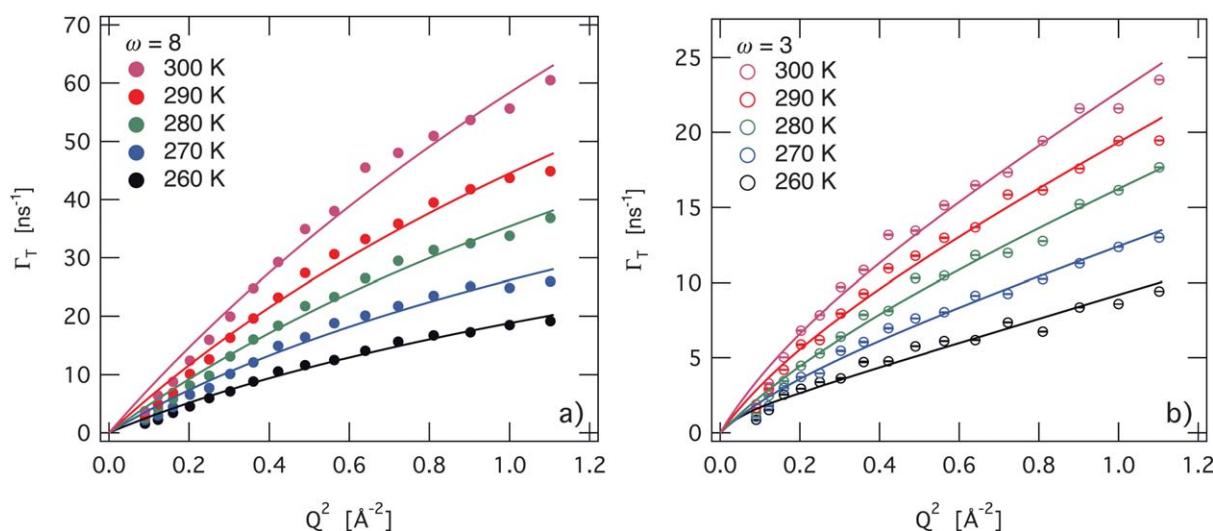 ω = 8
300 K
290 K
280 K
270 K
260 K
70
60
50
40
30
20
10
0
Γ_T [ns⁻¹]
0.0 0.2 0.4 0.6 0.8 1.0 1.2
Q² [Å⁻²]
a)
ω = 3
300 K
290 K
280 K
270 K
260 K
25
20
15
10
5
0
Γ_T [ns⁻¹]
0.0 0.2 0.4 0.6 0.8 1.0 1.2
Q² [Å⁻²]
b)